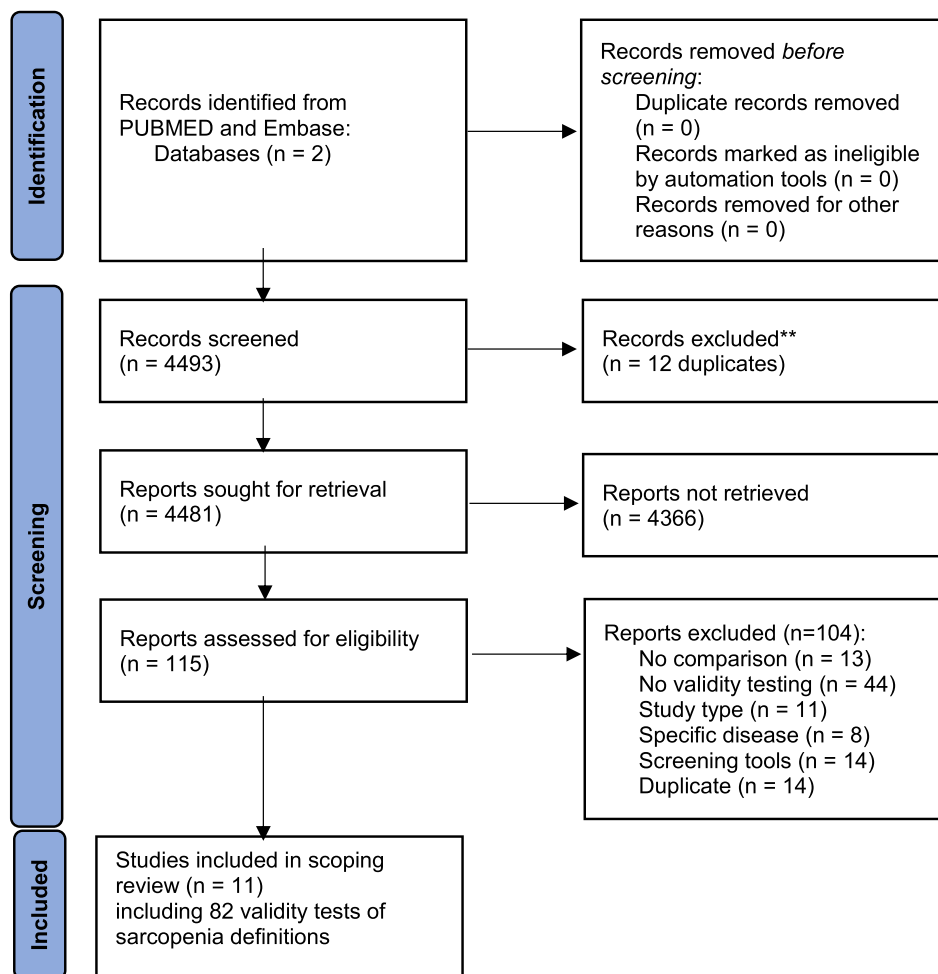 Identification
Records identified from
PUBMED and Embase:
Databases (n = 2)
Records removed before
screening:
Duplicate records removed
(n = 0)
Records marked as ineligible
by automation tools (n = 0)
Records removed for other
reasons (n = 0)
Screening
Records screened
(n = 4493)
Records excluded**
(n = 12 duplicates)
Reports sought for retrieval
(n = 4481)
Reports not retrieved
(n = 4366)
Reports assessed for eligibility
(n = 115)
Reports excluded (n=104):
No comparison (n = 13)
No validity testing (n = 44)
Study type (n = 11)
Specific disease (n = 8)
Screening tools (n = 14)
Duplicate (n = 14)
Included
Studies included in scoping
review (n = 11)
including 82 validity tests of
sarcopenia definitions